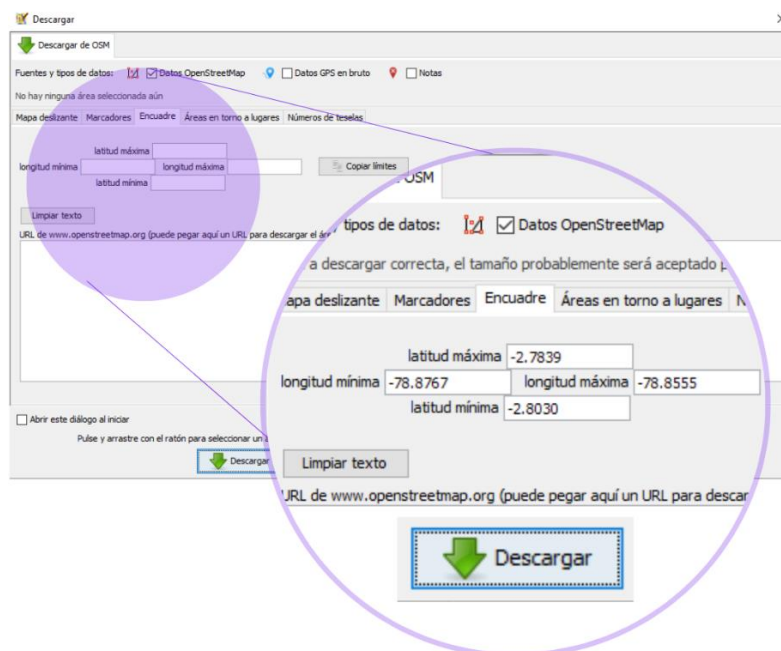 Descargar
Descargar de OSM
Fuentes y tipos de datos: Datos OpenStreetMap Datos GPS en bruto Notas
No hay ninguna área seleccionada aún
Mapa deslizante Marcadores Encuadre Áreas en torno a lugares Números de teselas
latitud máxima
longitud mínima longitud máxima Copiar límites
latitud mínima
Limpiar texto
URL de www.openstreetmap.org (puede pegar aquí un URL para descargar el
Abrir este diálogo al iniciar
Pulse y arrastre con el ratón para seleccionar un
Descargar
OSM
tipos de datos: Datos OpenStreetMap
a descargar correcta, el tamaño probablemente será aceptado
apa deslizante Marcadores Encuadre Áreas en torno a lugares N
latitud máxima -2.7839
longitud mínima -78.8767 longitud máxima -78.8555
latitud mínima -2.8030
Limpiar texto
URL de www.openstreetmap.org (puede pegar aquí un URL para descar
Descargar